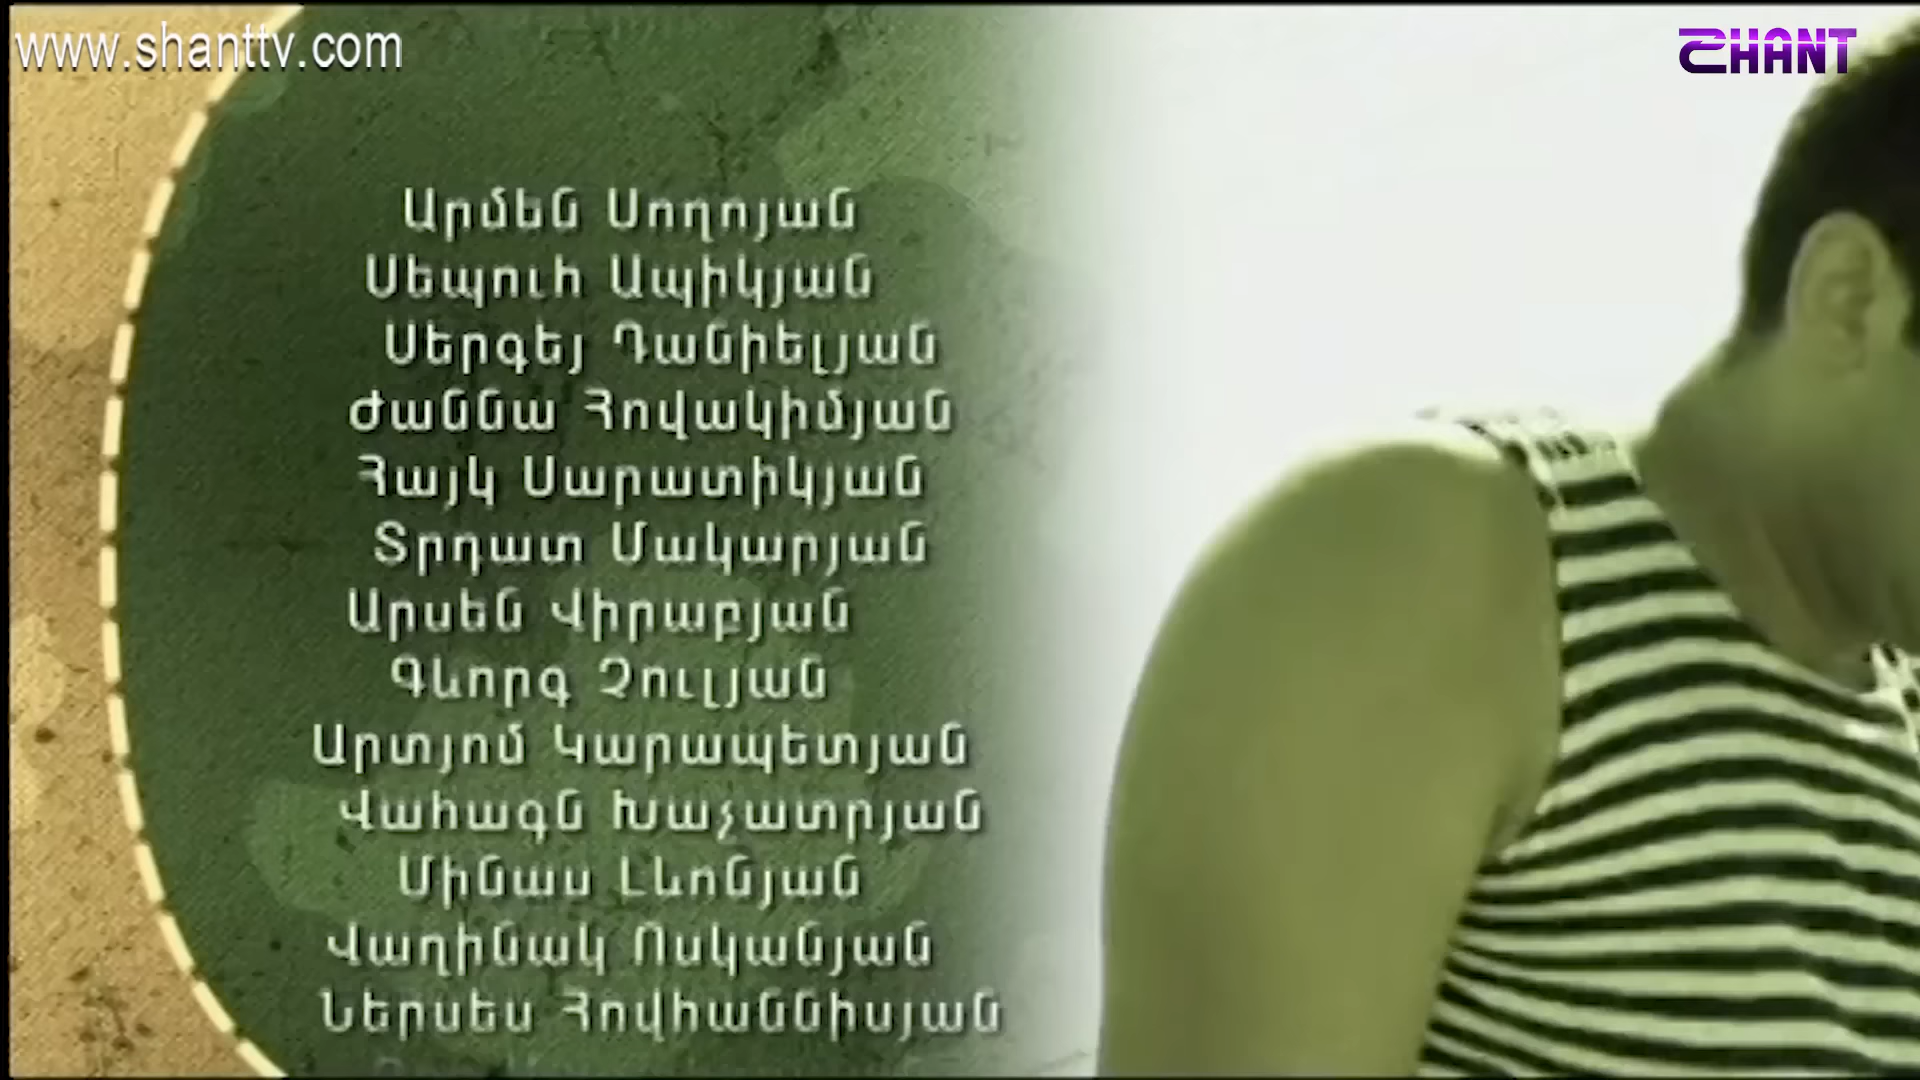 www.shanttv.com
SHANT
Արմեն Սողոյան
Սեպուհ Ապիկյան
Սերգեյ Դանիելյան
Ժաննա Հովակիմյան
Հայկ Սարատիկյան
Տրդատ Մակարյան
Արսեն Վիրաբյան
Գևորգ Չուլյան
Արտյոմ Կարապետյան
Վահագն Խաչատրյան
Մինաս Լևոնյան
Վաղինակ Ոսկանյան
Ներսես Հովհաննիսյան